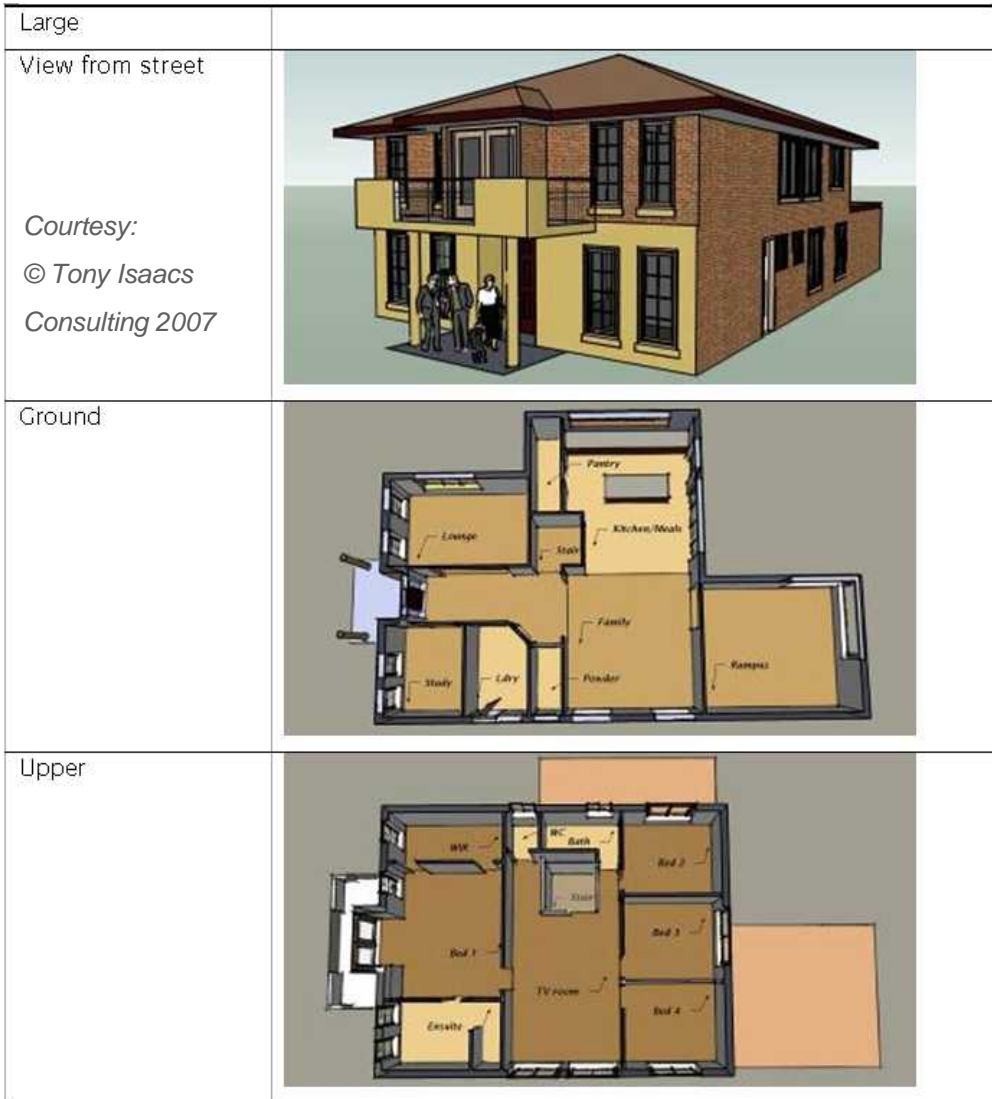 Large
View from street
Courtesy:
© Tony Isaacs
Consulting 2007
Ground
Pantry
Kitchen/Meals
Lounge
Stair
Family
Study
Ldry
Powder
Rumpus
Upper
WC
WIR
Bath
Bed 2
Stair
Bed 3
Bed 1
TV room
Bed 4
Ensuite